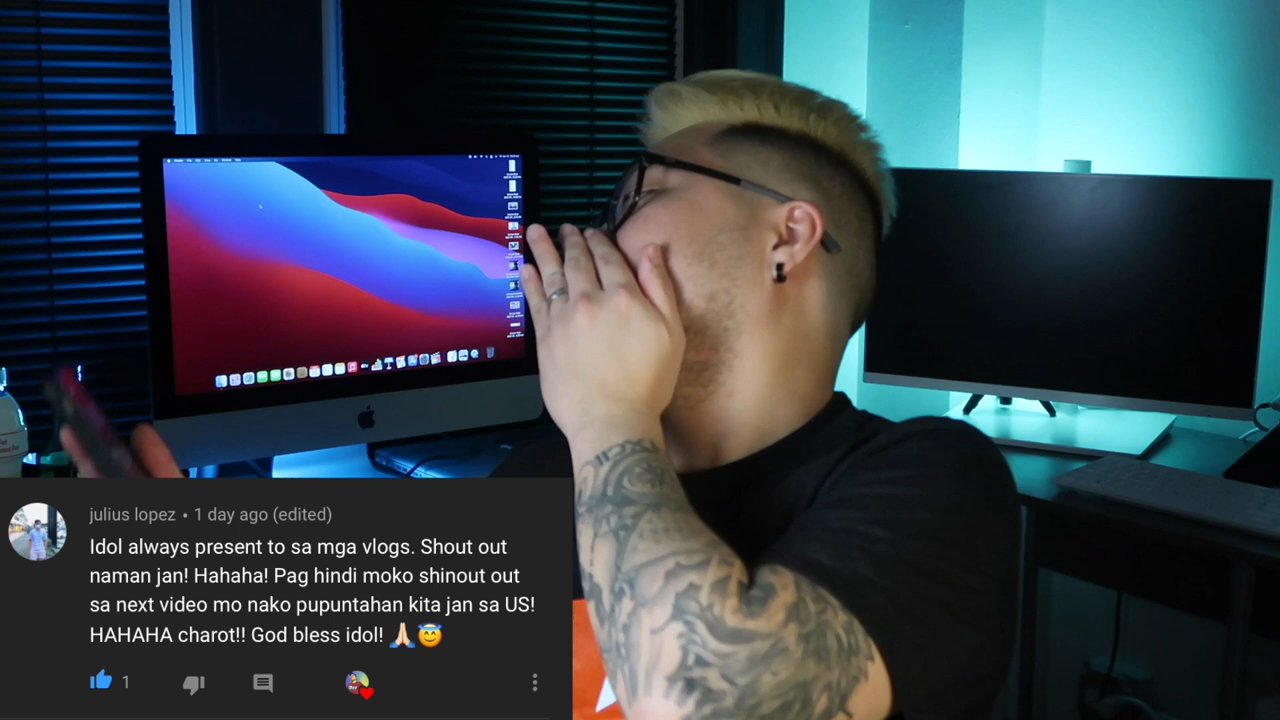 julius lopez • 1 day ago (edited)
Idol always present to sa mga vlogs. Shout out
naman jan! Hahaha! Pag hindi moko shinout out
sa next video mo nako pupuntahan kita jan sa US!
HAHAHA charot!! God bless idol! 🙏🏻😇
1